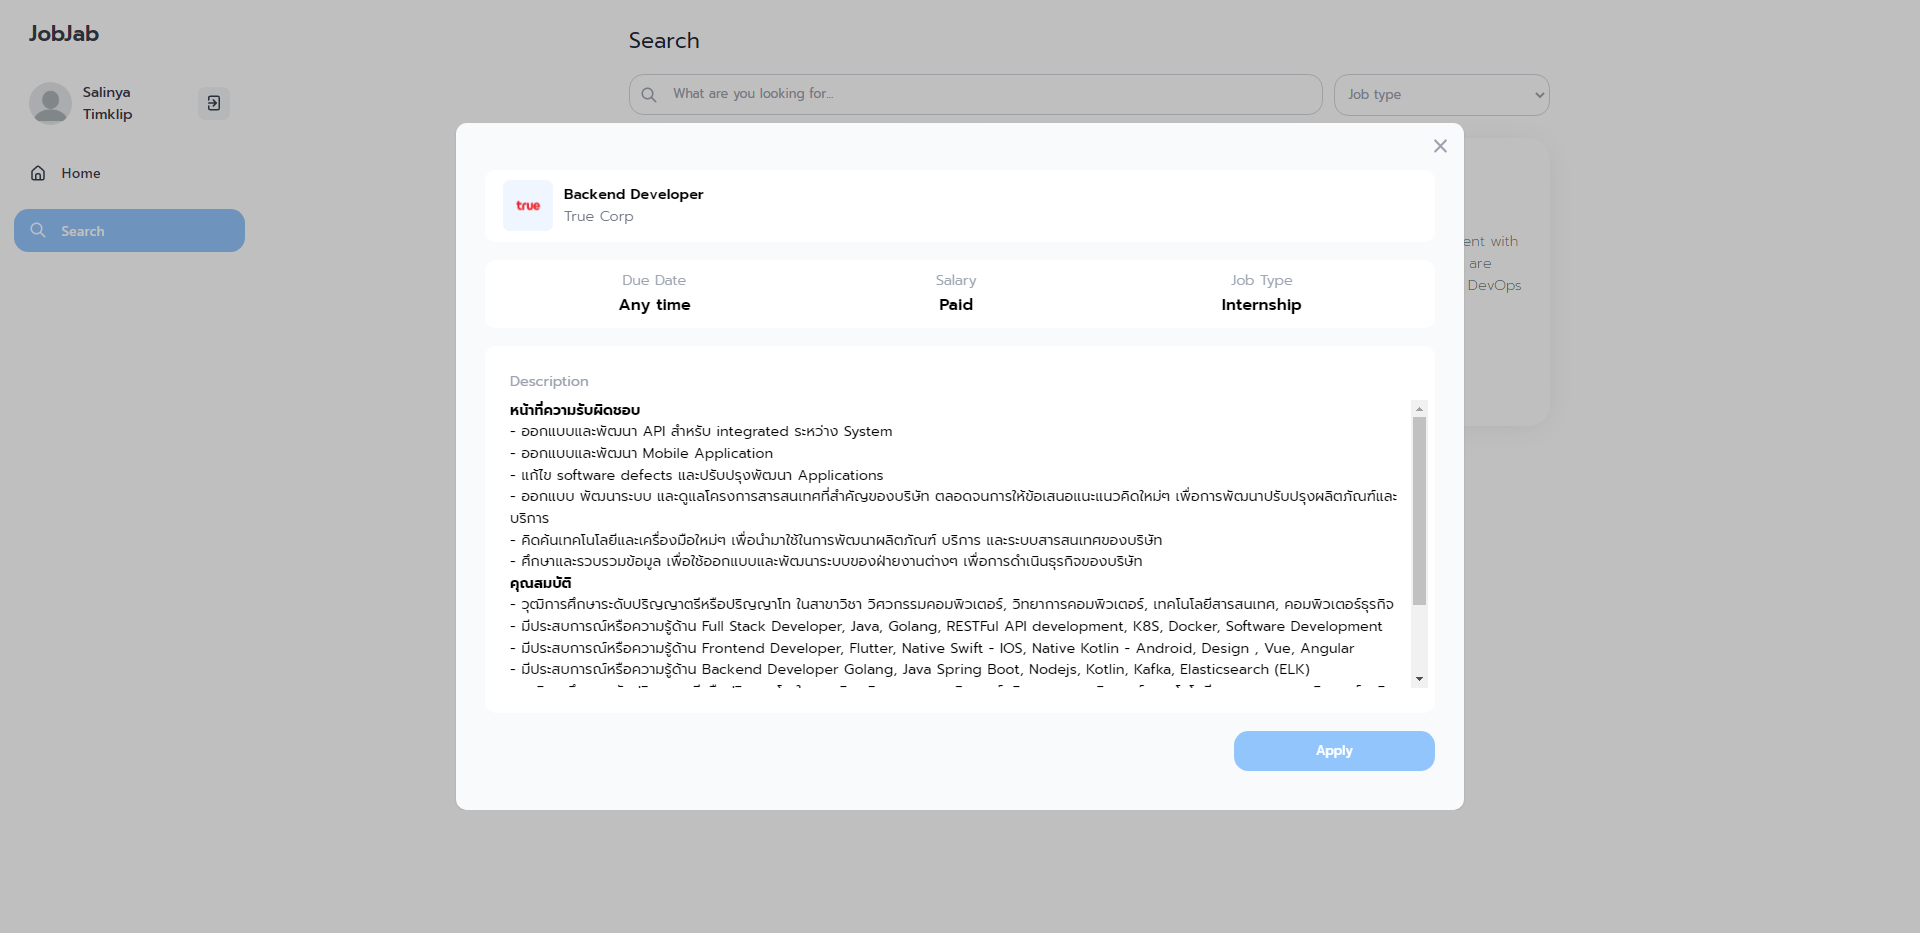 JobJab
Salinya
Timklip
Home
Search
Search
What are you looking for...
Job type
ent with
are
DevOps
true
Backend Developer
True Corp
Due Date
Any time
Salary
Paid
Job Type
Internship
Description
หน้าที่ความรับผิดชอบ
- ออกแบบและพัฒนา API สำหรับ integrated ระหว่าง System
- ออกแบบและพัฒนา Mobile Application
- แก้ไข software defects และปรับปรุงพัฒนา Applications
- ออกแบบ พัฒนาระบบ และดูแลโครงการสารสนเทศที่สำคัญของบริษัท ตลอดจนการให้ข้อเสนอแนะแนวคิดใหม่ๆ เพื่อการพัฒนาปรับปรุงผลิตภัณฑ์และ
บริการ
- คิดค้นเทคโนโลยีและเครื่องมือใหม่ๆ เพื่อนำมาใช้ในการพัฒนาผลิตภัณฑ์ บริการ และระบบสารสนเทศของบริษัท
- ศึกษาและรวบรวมข้อมูล เพื่อใช้ออกแบบและพัฒนาระบบของฝ่ายงานต่างๆ เพื่อการดำเนินธุรกิจของบริษัท
คุณสมบัติ
- วุฒิการศึกษาระดับปริญญาตรีหรือปริญญาโท ในสาขาวิชา วิศวกรรมคอมพิวเตอร์, วิทยาการคอมพิวเตอร์, เทคโนโลยีสารสนเทศ, คอมพิวเตอร์ธุรกิจ
- มีประสบการณ์หรือความรู้ด้าน Full Stack Developer, Java, Golang, RESTFul API development, K8S, Docker, Software Development
- มีประสบการณ์หรือความรู้ด้าน Frontend Developer, Flutter, Native Swift - IOS, Native Kotlin - Android, Design , Vue, Angular
- มีประสบการณ์หรือความรู้ด้าน Backend Developer Golang, Java Spring Boot, Nodejs, Kotlin, Kafka, Elasticsearch (ELK)
Apply